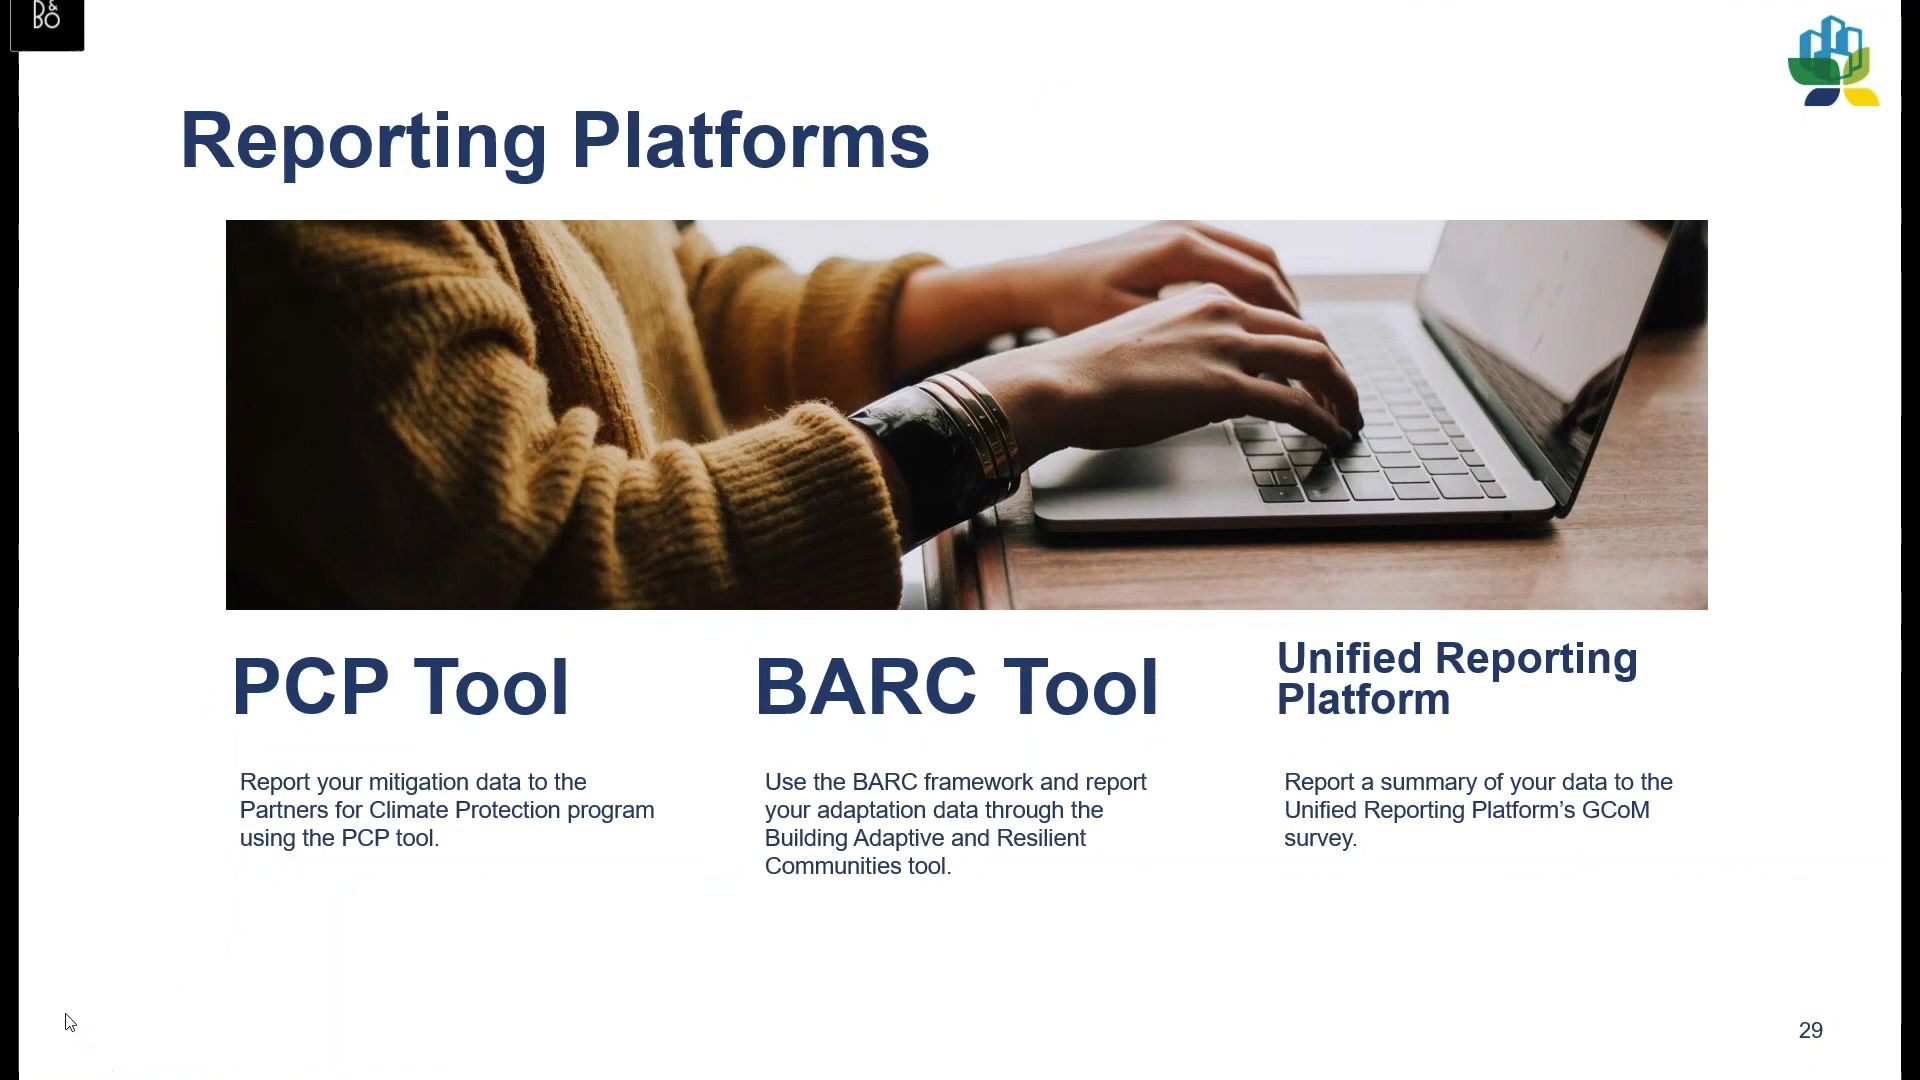 B&
BO
Reporting Platforms
PCP Tool
Report your mitigation data to the
Partners for Climate Protection program
using the PCP tool.
BARC Tool
Use the BARC framework and report
your adaptation data through the
Building Adaptive and Resilient
Communities tool.
Unified Reporting
Platform
Report a summary of your data to the
Unified Reporting Platform’s GCoM
survey.
29